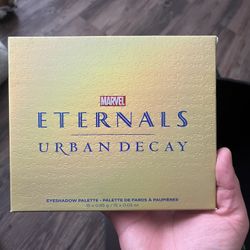 MARVEL
ETERNALS
URBAN DECAY
EYESHADOW PALETTE • PALETTE DE FARDS À PAUPIÈRES